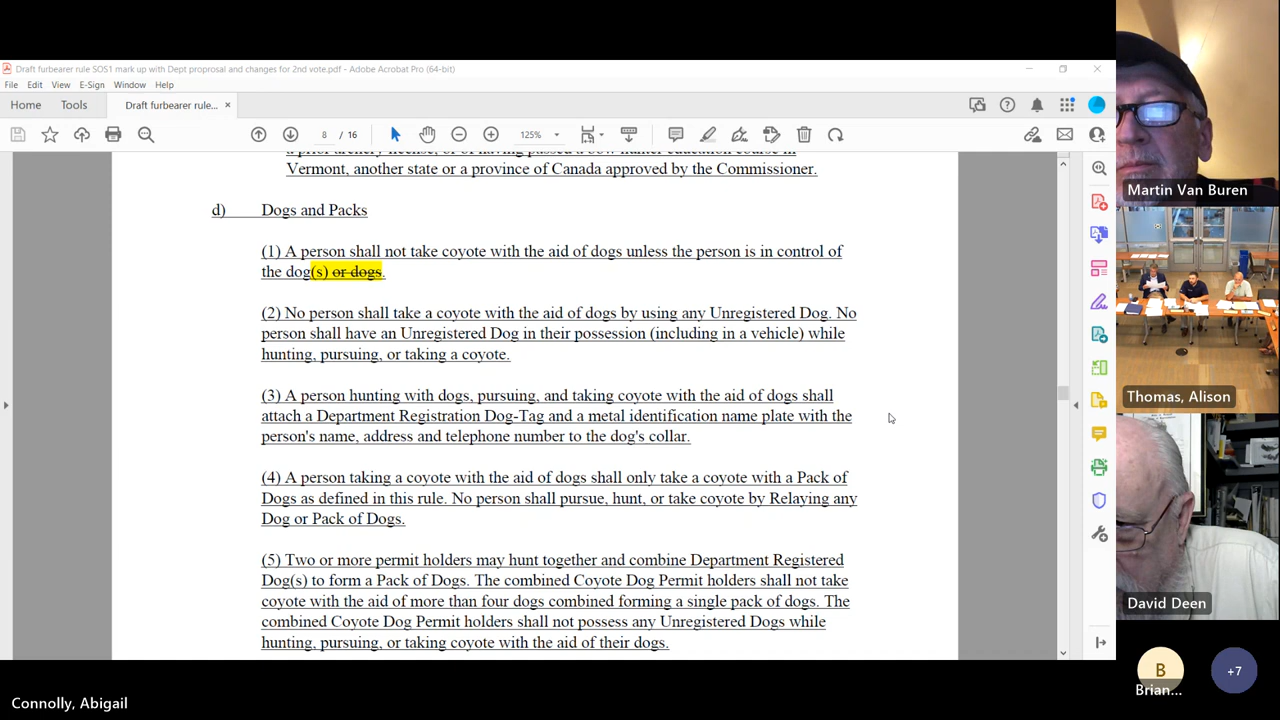 Draft furbearer rule SOS1 mark up with Dept proprosal and changes for 2nd vote.pdf - Adobe Acrobat Pro (64-bit)
File Edit View E-Sign Window Help
Home Tools Draft furbearer rule... ×
8 / 16 125%
Vermont, another state or a province of Canada approved by the Commissioner.
d) Dogs and Packs
(1) A person shall not take coyote with the aid of dogs unless the person is in control of
the dog(s) or dogs.
(2) No person shall take a coyote with the aid of dogs by using any Unregistered Dog. No
person shall have an Unregistered Dog in their possession (including in a vehicle) while
hunting, pursuing, or taking a coyote.
(3) A person hunting with dogs, pursuing, and taking coyote with the aid of dogs shall
attach a Department Registration Dog-Tag and a metal identification name plate with the
person's name, address and telephone number to the dog's collar.
(4) A person taking a coyote with the aid of dogs shall only take a coyote with a Pack of
Dogs as defined in this rule. No person shall pursue, hunt, or take coyote by Relaying any
Dog or Pack of Dogs.
(5) Two or more permit holders may hunt together and combine Department Registered
Dog(s) to form a Pack of Dogs. The combined Coyote Dog Permit holders shall not take
coyote with the aid of more than four dogs combined forming a single pack of dogs. The
combined Coyote Dog Permit holders shall not possess any Unregistered Dogs while
hunting, pursuing, or taking coyote with the aid of their dogs.
Martin Van Buren
Thomas, Alison
David Deen
B
Brian...
+7
Connolly, Abigail